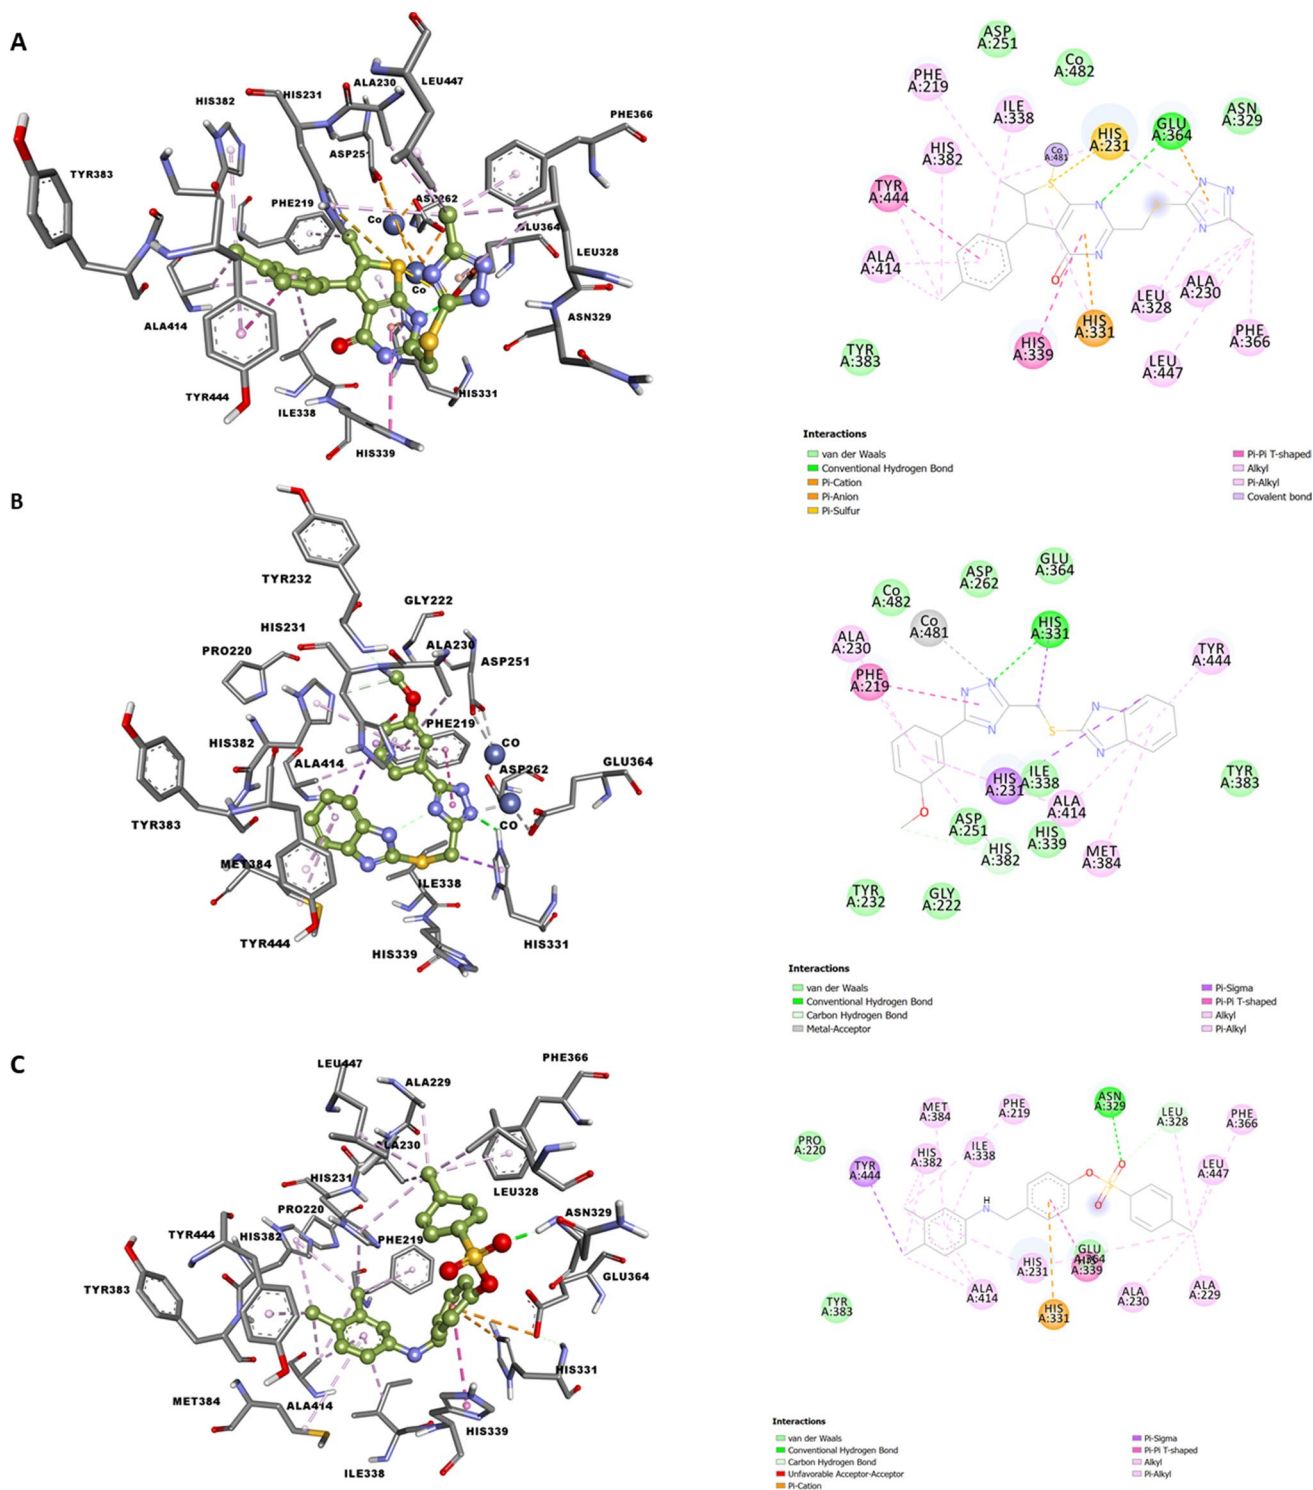 A
LEU447
ALA230
HIS231
HIS382
PHE366
ASP251
TYR383
PHE219
Co
ASP262
GLU364
LEU328
Co
ALA414
ASN329
HIS331
TYR444
ILE338
HIS339
ASP
A:251
Co
A:482
PHE
A:219
ILE
A:338
ASN
A:329
GLU
A:364
HIS
A:231
HIS
A:382
Co
A:481
TYR
A:444
S
N
N
N
N
S
N
N
O
ALA
A:414
ALA
A:230
LEU
A:328
HIS
A:331
HIS
A:339
PHE
A:366
TYR
A:383
LEU
A:447
Interactions
van der Waals
Conventional Hydrogen Bond
Pi-Cation
Pi-Anion
Pi-Sulfur
Pi-Pi T-shaped
Alkyl
Pi-Alkyl
Covalent bond
B
TYR232
GLY222
HIS231
ALA230
PRO220
ASP251
PHE219
CO
HIS382
ALA414
ASP262
GLU364
TYR383
CO
MET384
ILE338
TYR444
HIS339
HIS331
GLU
A:364
ASP
A:262
Co
A:482
Co
A:481
HIS
A:331
ALA
A:230
TYR
A:444
PHE
A:219
N
N
N
N
S
N
O
HIS
A:231
ILE
A:338
TYR
A:383
ALA
A:414
ASP
A:251
HIS
A:339
HIS
A:382
MET
A:384
TYR
A:232
GLY
A:222
Interactions
van der Waals
Conventional Hydrogen Bond
Carbon Hydrogen Bond
Metal-Acceptor
Pi-Sigma
Pi-Pi T-shaped
Alkyl
Pi-Alkyl
C
LEU447
ALA229
PHE366
ALA230
HIS231
LEU328
PRO220
ASN329
TYR444
HIS382
PHE219
GLU364
TYR383
HIS331
MET384
ALA414
HIS339
ILE338
ASN
A:329
MET
A:384
PHE
A:219
LEU
A:328
PHE
A:366
PRO
A:220
HIS
A:382
ILE
A:338
TYR
A:444
LEU
A:447
H
N
O
O
S
O
HIS
A:231
GLU
A:364
HIS
A:339
ALA
A:414
ALA
A:230
ALA
A:229
TYR
A:383
HIS
A:331
Interactions
van der Waals
Conventional Hydrogen Bond
Carbon Hydrogen Bond
Unfavorable Acceptor-Acceptor
Pi-Cation
Pi-Sigma
Pi-Pi T-shaped
Alkyl
Pi-Alkyl